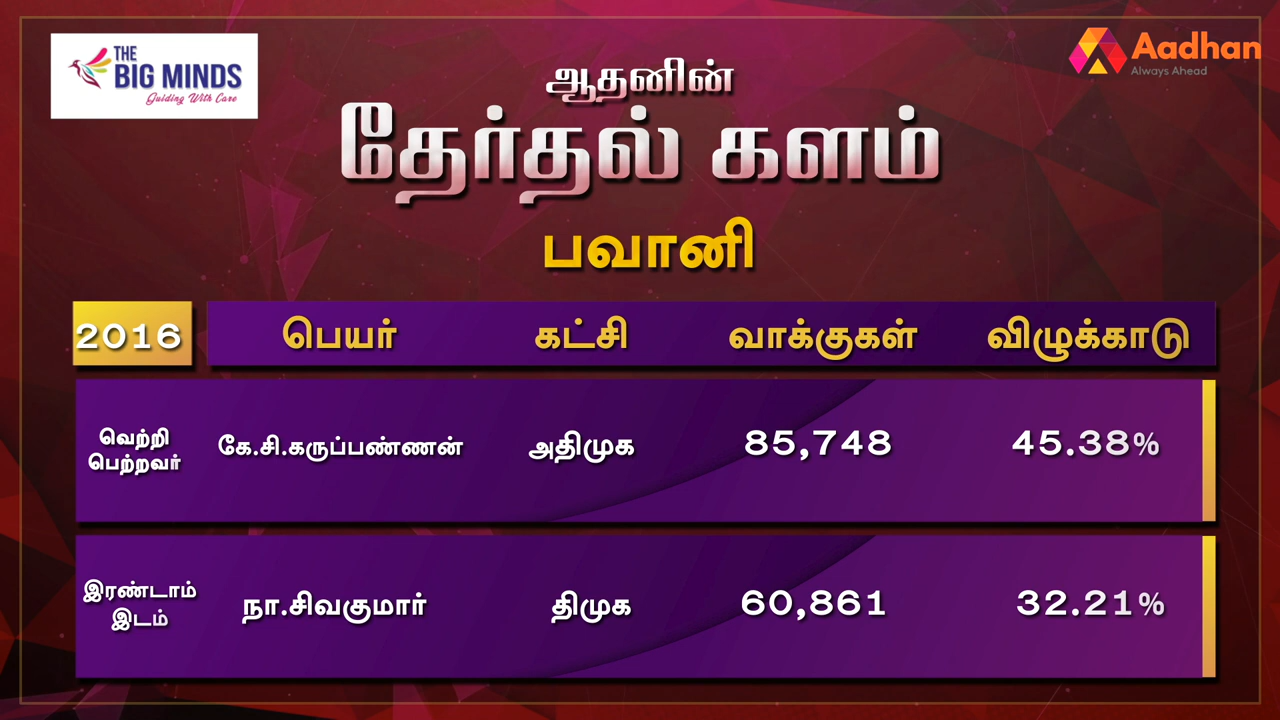 THE
BIG MINDS
Guiding With Care
Aadhan
Always Ahead
ஆதனின்
தேர்தல் களம்
பவானி
2016 பெயர் கட்சி வாக்குகள் விழுக்காடு
வெற்றி
பெற்றவர்
கே.சி.கருப்பண்ணன் அதிமுக 85,748 45.38%
இரண்டாம்
இடம்
நா.சிவகுமார் திமுக 60,861 32.21%